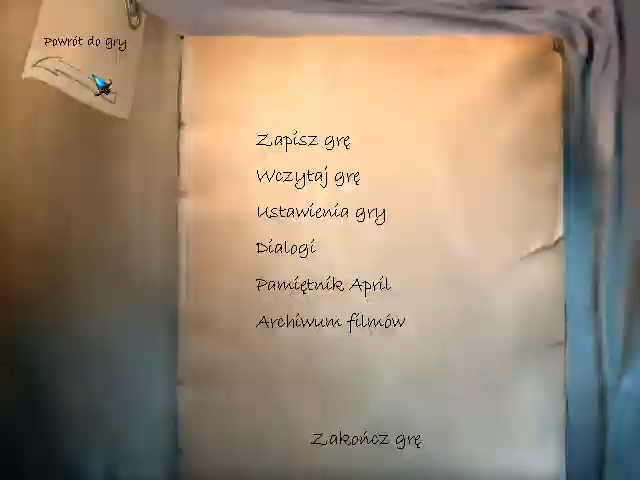 Powrót do gry
Zapisz grę
Wczytaj grę
Ustawienia gry
Dialogi
Pamiętnik April
Archiwum filmów
Zakończ grę